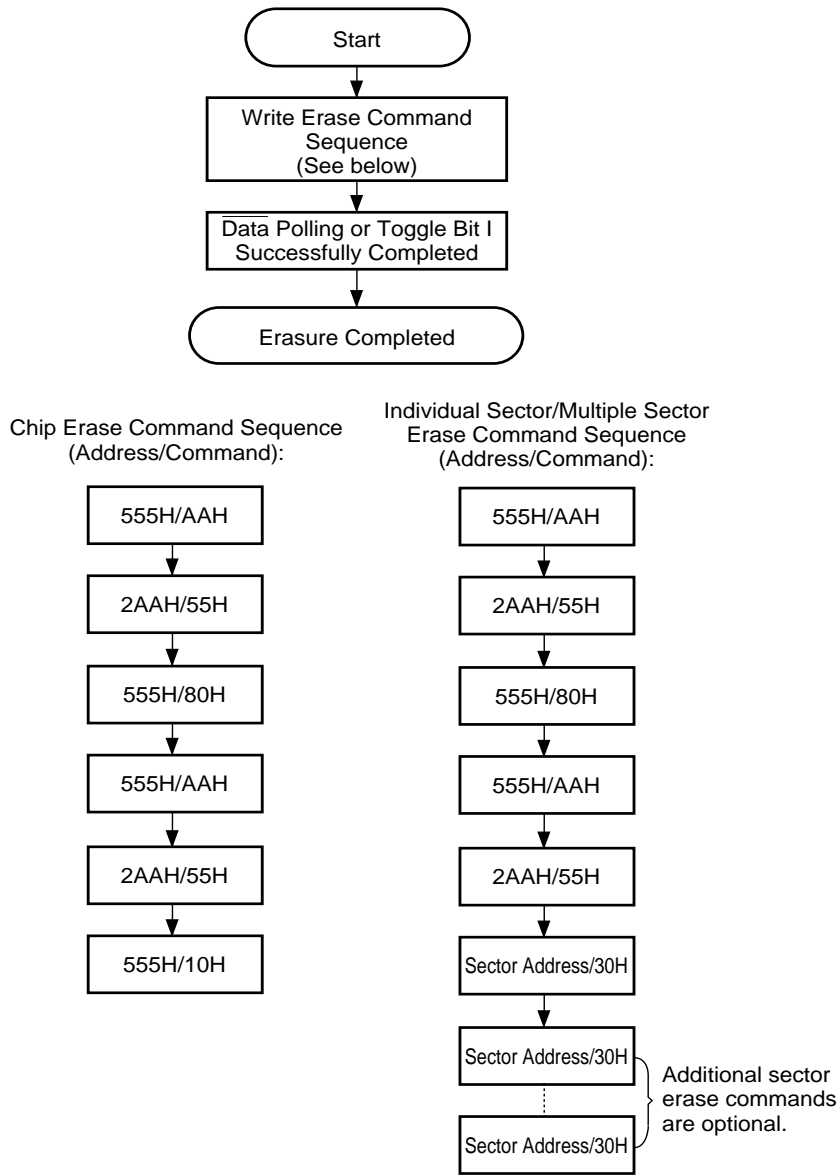 Start
Write Erase Command
Sequence
(See below)
Data Polling or Toggle Bit I
Successfully Completed
Erasure Completed
Chip Erase Command Sequence
(Address/Command):
555H/AAH
2AAH/55H
555H/80H
555H/AAH
2AAH/55H
555H/10H
Individual Sector/Multiple Sector
Erase Command Sequence
(Address/Command):
555H/AAH
2AAH/55H
555H/80H
555H/AAH
2AAH/55H
Sector Address/30H
Sector Address/30H
Sector Address/30H
Additional sector
erase commands
are optional.